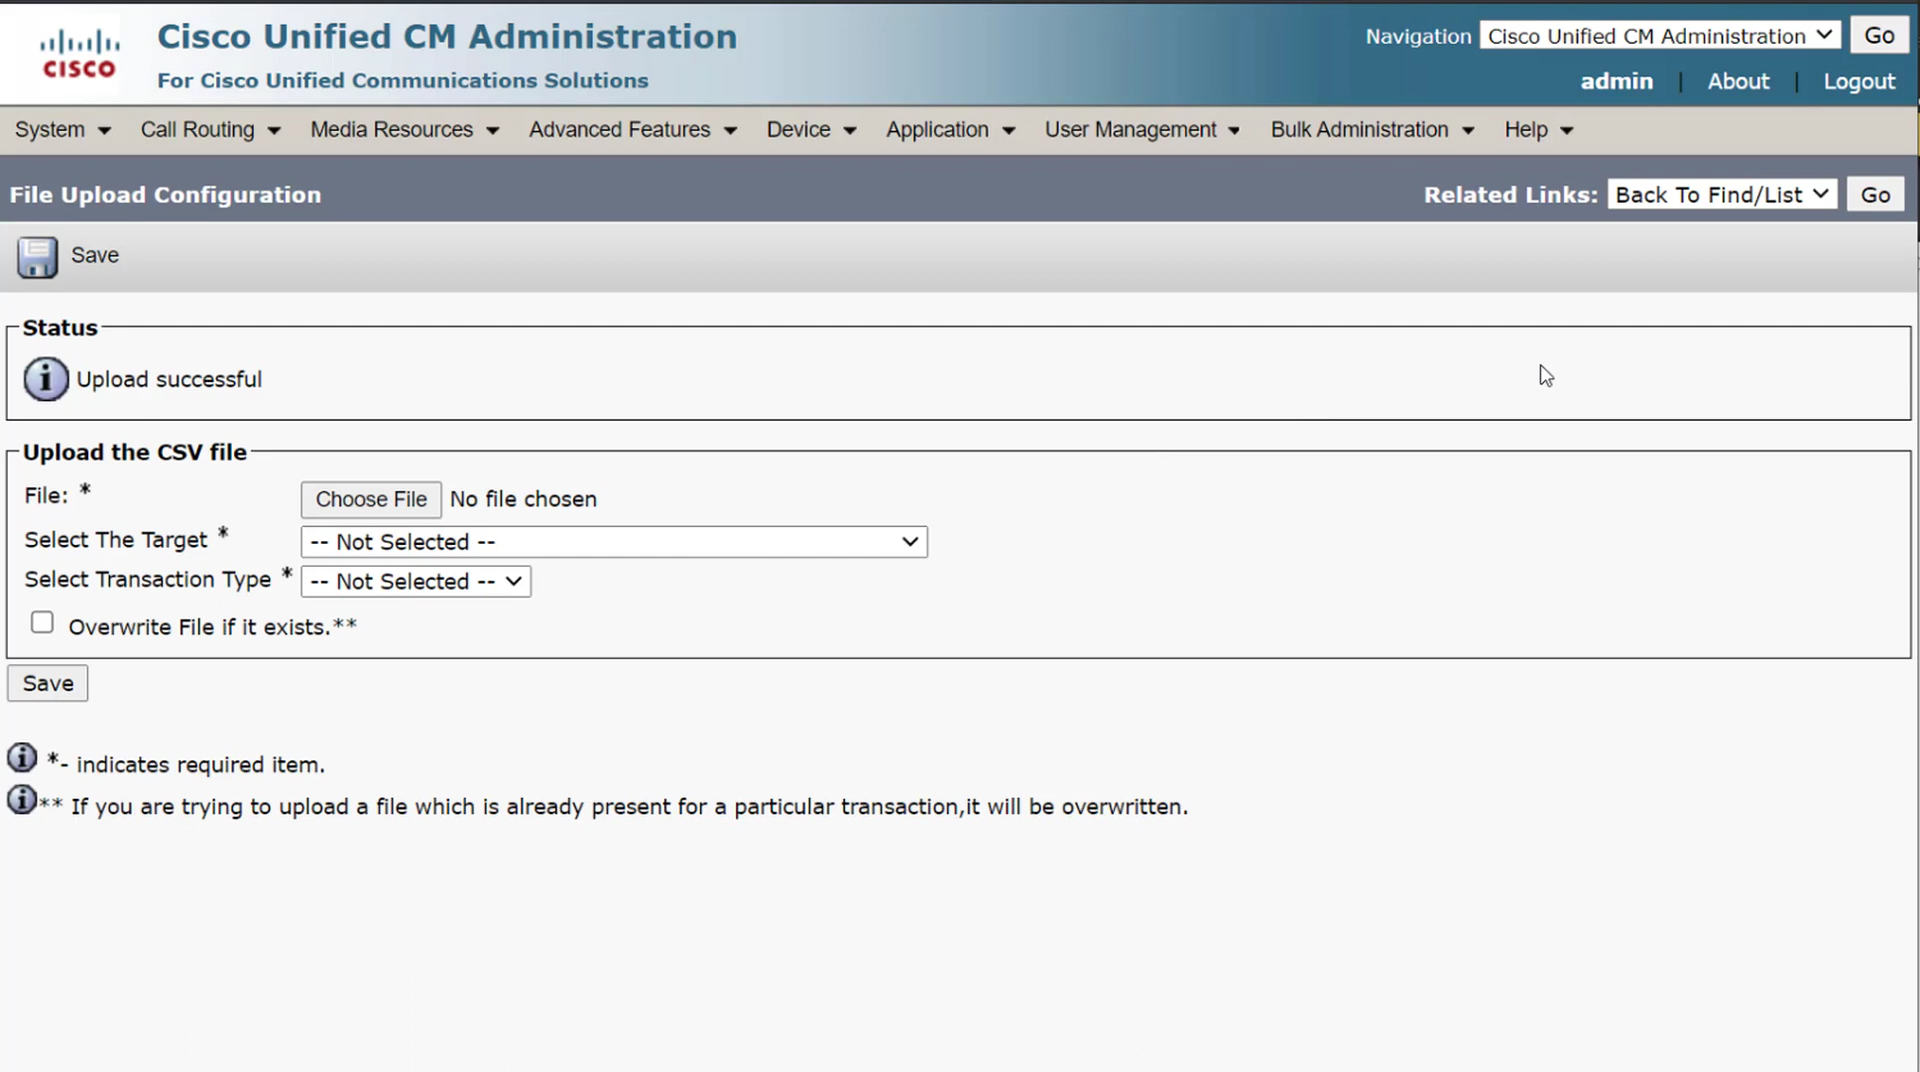 Cisco Unified CM Administration
For Cisco Unified Communications Solutions
CISCO
Navigation Cisco Unified CM Administration Go
admin | About | Logout
System Call Routing Media Resources Advanced Features Device Application User Management Bulk Administration Help
File Upload Configuration
Related Links: Back To Find/List Go
Save
Status
Upload successful
Upload the CSV file
File: * Choose File No file chosen
Select The Target * -- Not Selected --
Select Transaction Type * -- Not Selected --
Overwrite File if it exists.**
Save
*- indicates required item.
** If you are trying to upload a file which is already present for a particular transaction,it will be overwritten.